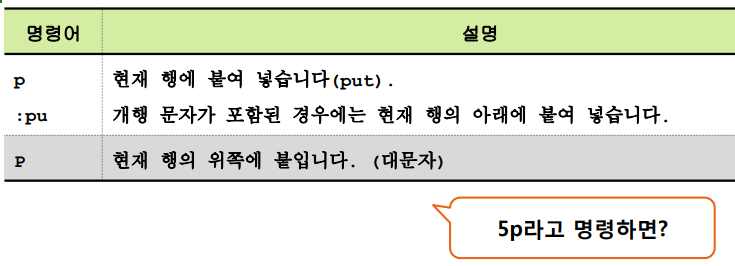 명령어 설명
p 현재 행에 붙여 넣습니다(put).
:pu 개행 문자가 포함된 경우에는 현재 행의 아래에 붙여 넣습니다.
P 현재 행의 위쪽에 붙입니다. (대문자)
5p라고 명령하면?